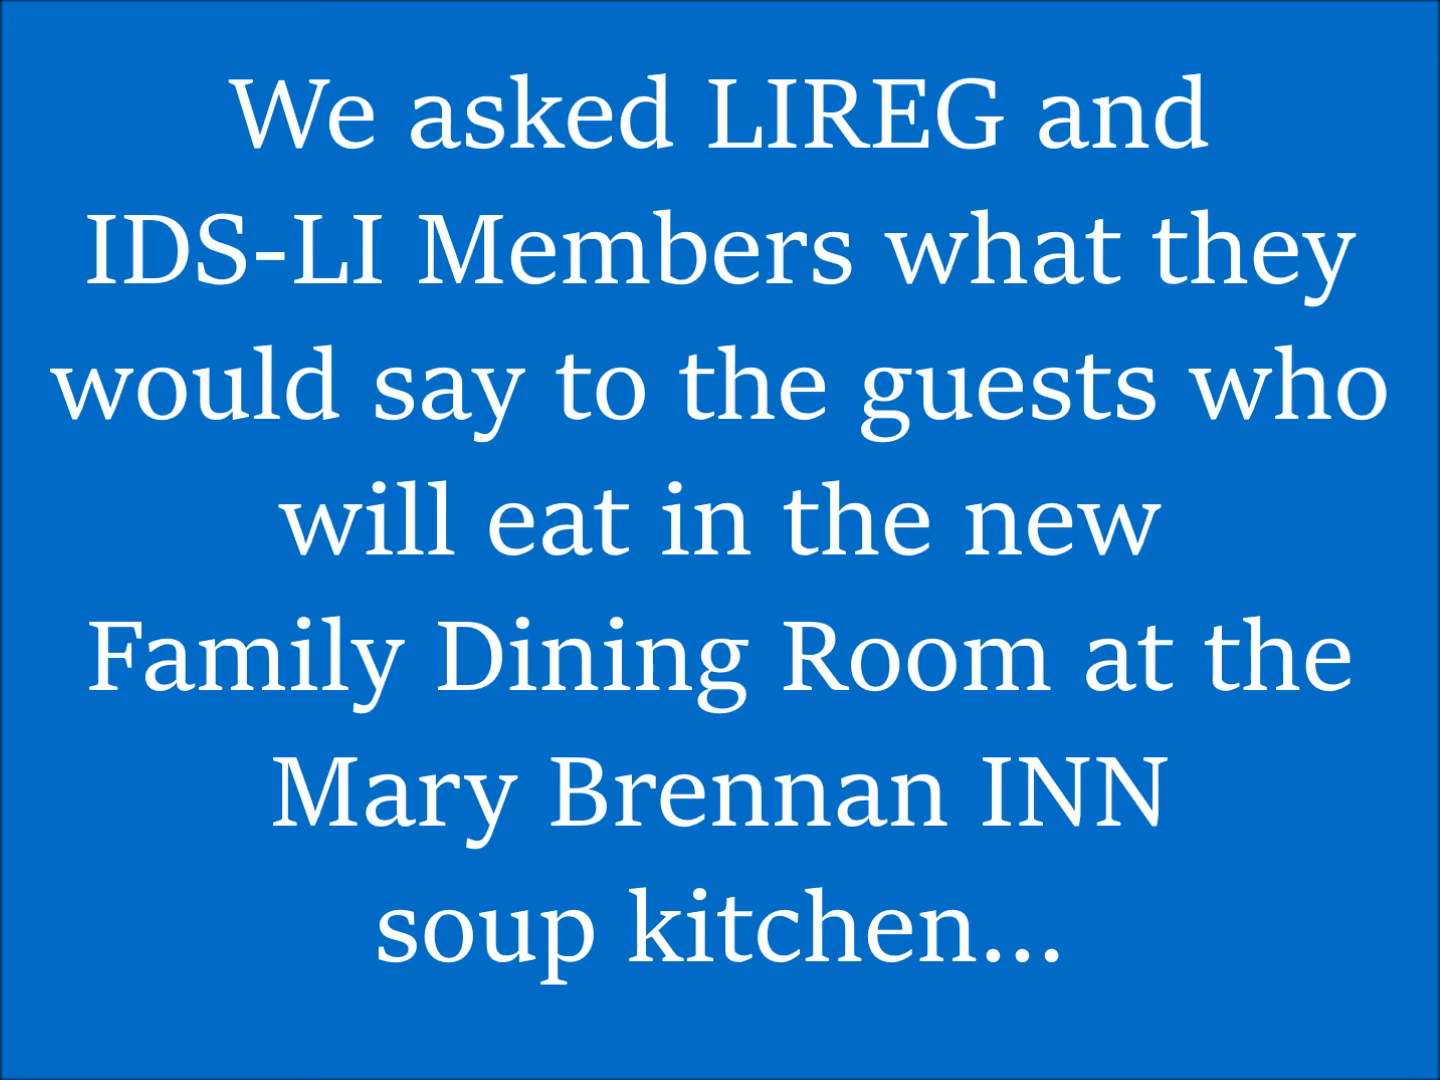 We asked LIREG and
IDS-LI Members what they
would say to the guests who
will eat in the new
Family Dining Room at the
Mary Brennan INN
soup kitchen...